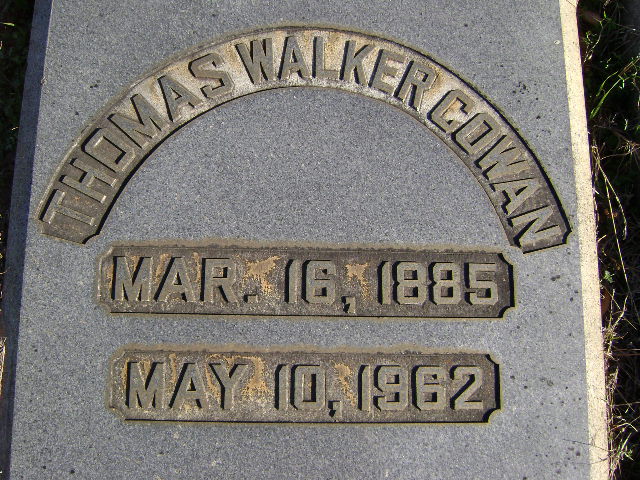 THOMAS WALKER COWAN
MAR. 16, 1885
MAY 10, 1962